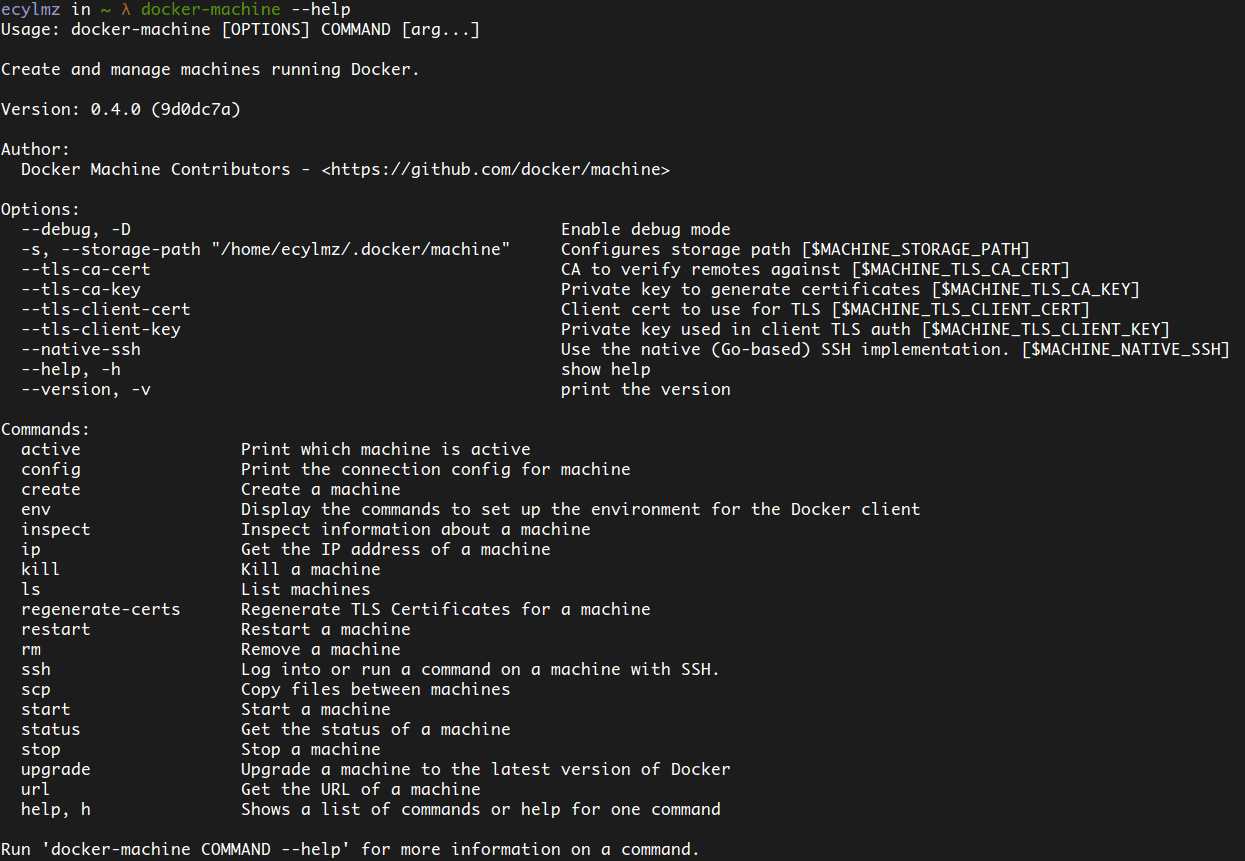 ecylmz in ~ λ docker-machine --help
Usage: docker-machine [OPTIONS] COMMAND [arg...]

Create and manage machines running Docker.

Version: 0.4.0 (9d0dc7a)

Author:
  Docker Machine Contributors - <https://github.com/docker/machine>

Options:
  --debug, -D                                           Enable debug mode
  -s, --storage-path "/home/ecylmz/.docker/machine"     Configures storage path [$MACHINE_STORAGE_PATH]
  --tls-ca-cert                                         CA to verify remotes against [$MACHINE_TLS_CA_CERT]
  --tls-ca-key                                          Private key to generate certificates [$MACHINE_TLS_CA_KEY]
  --tls-client-cert                                     Client cert to use for TLS [$MACHINE_TLS_CLIENT_CERT]
  --tls-client-key                                      Private key used in client TLS auth [$MACHINE_TLS_CLIENT_KEY]
  --native-ssh                                          Use the native (Go-based) SSH implementation. [$MACHINE_NATIVE_SSH]
  --help, -h                                            show help
  --version, -v                                         print the version

Commands:
  active                Print which machine is active
  config                Print the connection config for machine
  create                Create a machine
  env                   Display the commands to set up the environment for the Docker client
  inspect               Inspect information about a machine
  ip                    Get the IP address of a machine
  kill                  Kill a machine
  ls                    List machines
  regenerate-certs      Regenerate TLS Certificates for a machine
  restart               Restart a machine
  rm                    Remove a machine
  ssh                   Log into or run a command on a machine with SSH.
  scp                   Copy files between machines
  start                 Start a machine
  status                Get the status of a machine
  stop                  Stop a machine
  upgrade               Upgrade a machine to the latest version of Docker
  url                   Get the URL of a machine
  help, h               Shows a list of commands or help for one command

Run 'docker-machine COMMAND --help' for more information on a command.